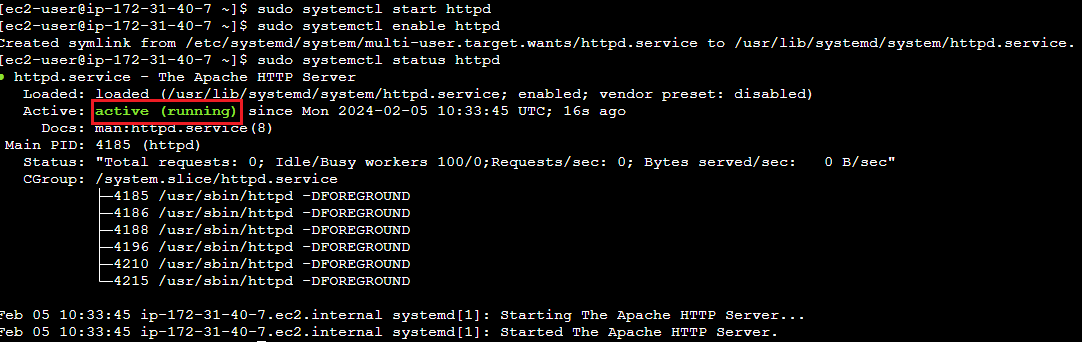 [ec2-user@ip-172-31-40-7 ~]$ sudo systemctl start httpd
[ec2-user@ip-172-31-40-7 ~]$ sudo systemctl enable httpd
Created symlink from /etc/systemd/system/multi-user.target.wants/httpd.service to /usr/lib/systemd/system/httpd.service.
[ec2-user@ip-172-31-40-7 ~]$ sudo systemctl status httpd
● httpd.service - The Apache HTTP Server
   Loaded: loaded (/usr/lib/systemd/system/httpd.service; enabled; vendor preset: disabled)
   Active: active (running) since Mon 2024-02-05 10:33:45 UTC; 16s ago
     Docs: man:httpd.service(8)
 Main PID: 4185 (httpd)
   Status: "Total requests: 0; Idle/Busy workers 100/0;Requests/sec: 0; Bytes served/sec:   0 B/sec"
   CGroup: /system.slice/httpd.service
           ├─4185 /usr/sbin/httpd -DFOREGROUND
           ├─4186 /usr/sbin/httpd -DFOREGROUND
           ├─4188 /usr/sbin/httpd -DFOREGROUND
           ├─4196 /usr/sbin/httpd -DFOREGROUND
           ├─4210 /usr/sbin/httpd -DFOREGROUND
           └─4215 /usr/sbin/httpd -DFOREGROUND
Feb 05 10:33:45 ip-172-31-40-7.ec2.internal systemd[1]: Starting The Apache HTTP Server...
Feb 05 10:33:45 ip-172-31-40-7.ec2.internal systemd[1]: Started The Apache HTTP Server.